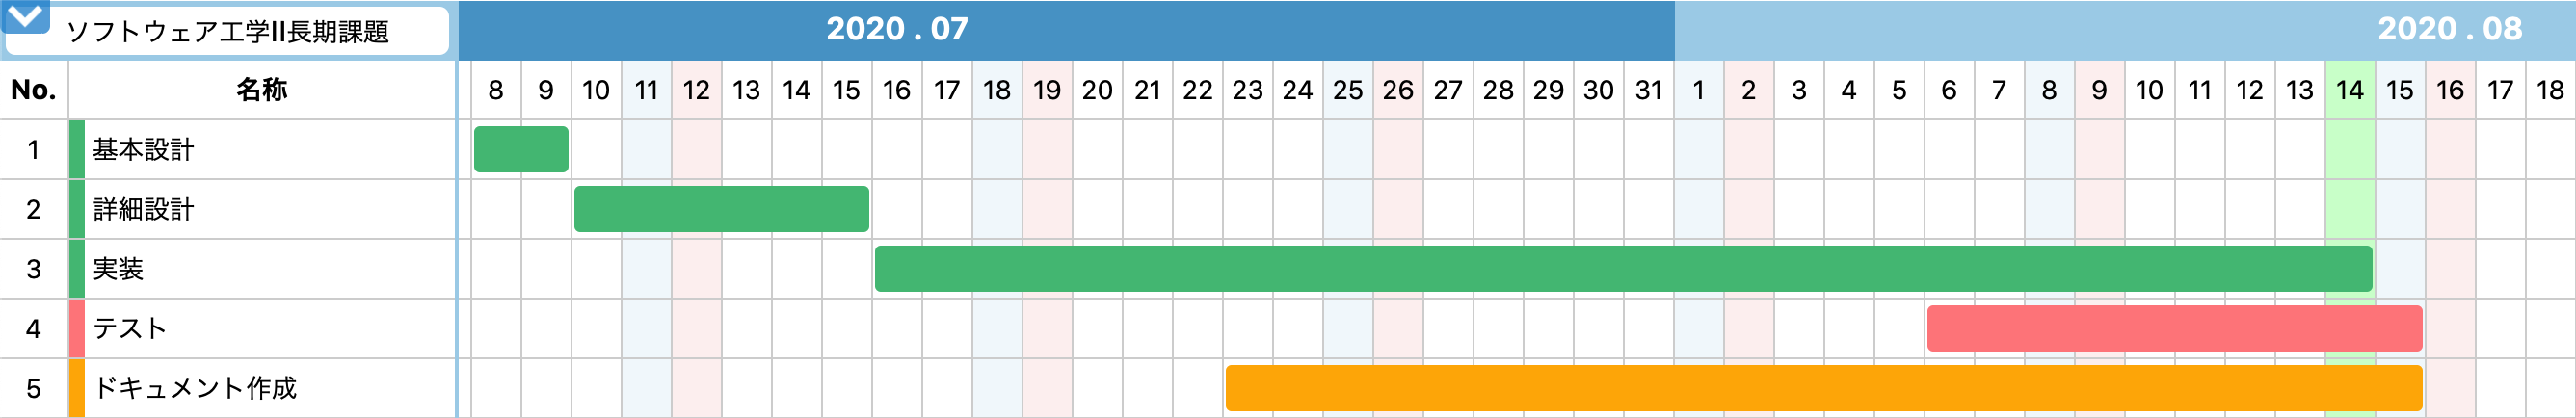 ソフトウェア工学II長期課題 2020 . 07 2020 . 08
No. 名称 8 9 10 11 12 13 14 15 16 17 18 19 20 21 22 23 24 25 26 27 28 29 30 31 1 2 3 4 5 6 7 8 9 10 11 12 13 14 15 16 17 18
1 基本設計
2 詳細設計
3 実装
4 テスト
5 ドキュメント作成